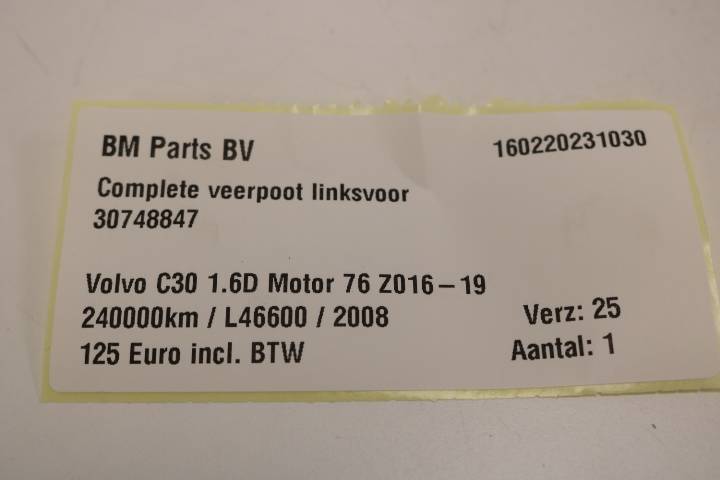 BM Parts BV 160220231030
Complete veerpoot linksvoor
30748847
Volvo C30 1.6D Motor 76 Z016-19
240000km / L46600 / 2008 Verz: 25
125 Euro incl. BTW Aantal: 1